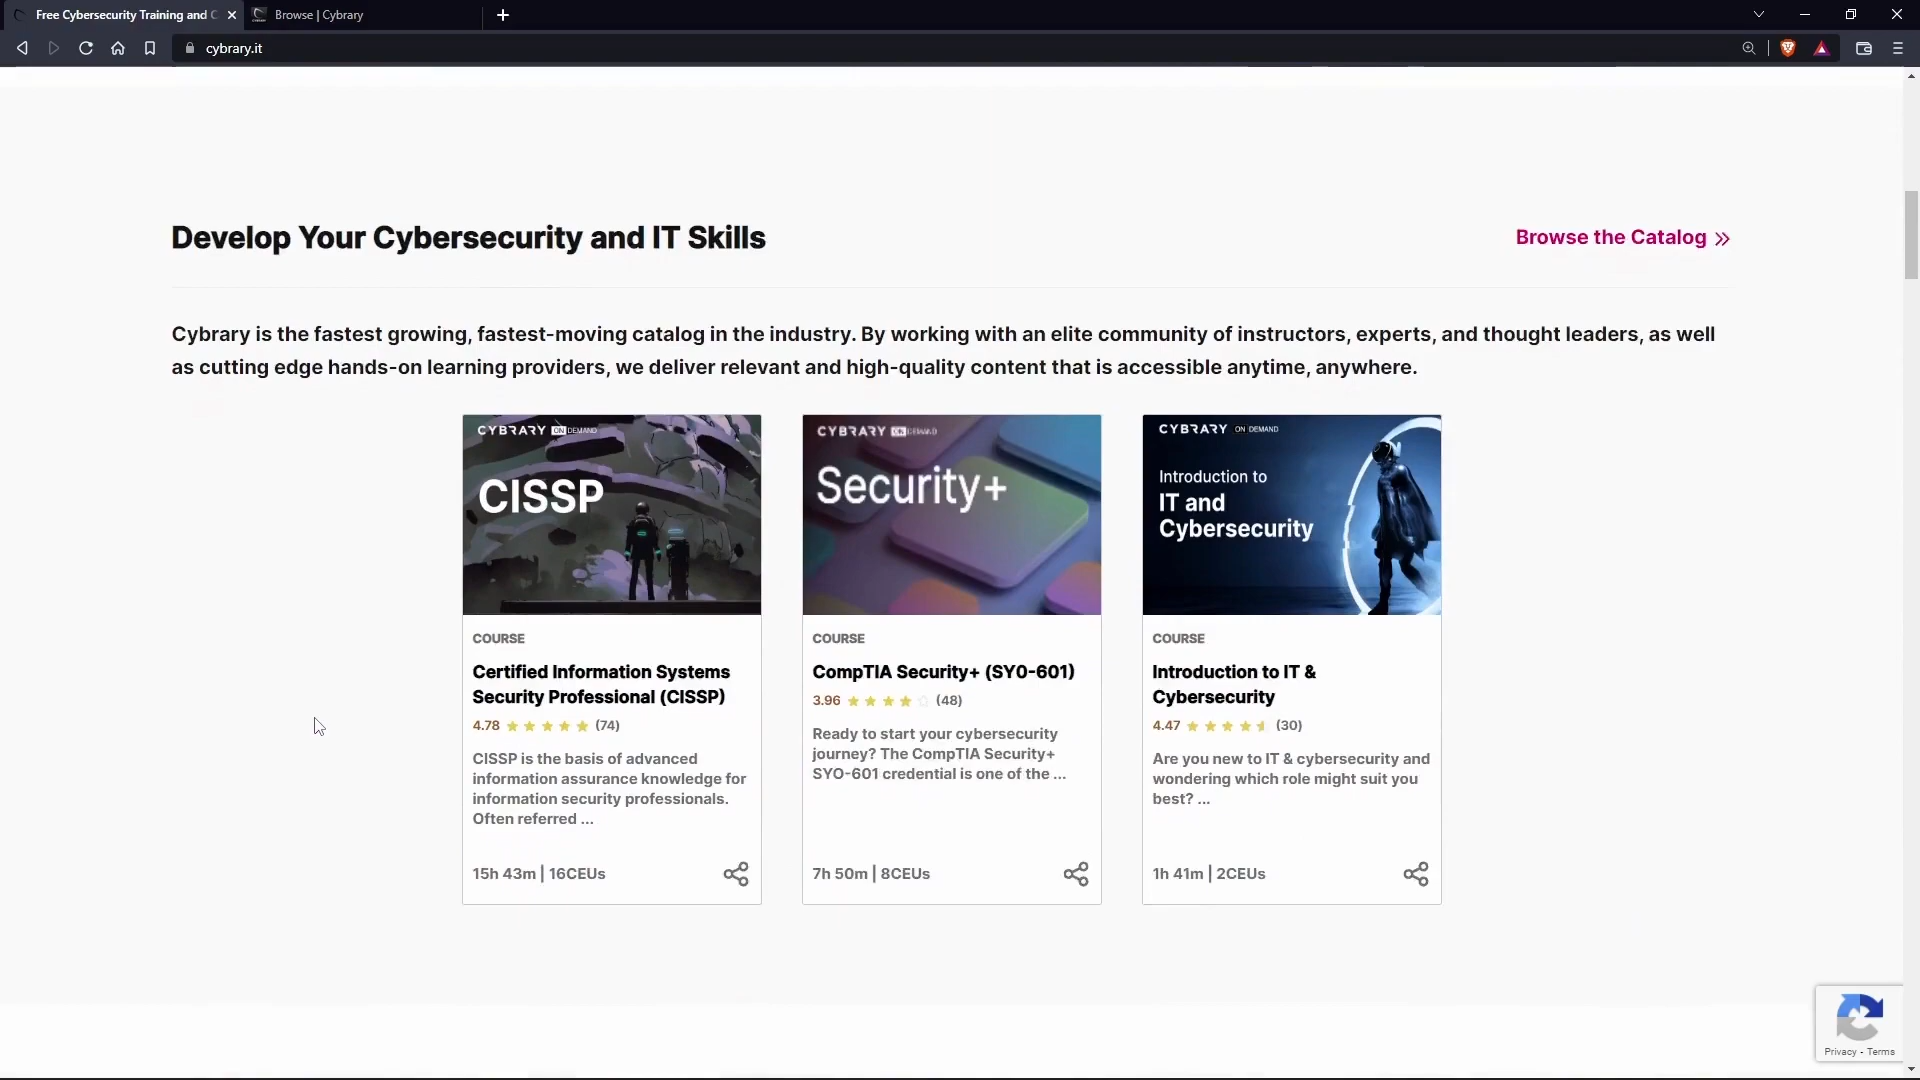 Free Cybersecurity Training and C
Browse | Cybrary
cybrary.it
Develop Your Cybersecurity and IT Skills
Browse the Catalog
Cybrary is the fastest growing, fastest-moving catalog in the industry. By working with an elite community of instructors, experts, and thought leaders, as well
as cutting edge hands-on learning providers, we deliver relevant and high-quality content that is accessible anytime, anywhere.
CYBRARY ON DEMAND
CISSP
COURSE
Certified Information Systems
Security Professional (CISSP)
4.78 (74)
CISSP is the basis of advanced
information assurance knowledge for
information security professionals.
Often referred ...
15h 43m | 16CEUs
CYBRARY ON DEMAND
Security+
COURSE
CompTIA Security+ (SY0-601)
3.96 (48)
Ready to start your cybersecurity
journey? The CompTIA Security+
SYO-601 credential is one of the ...
7h 50m | 8CEUs
CYBRARY ON DEMAND
Introduction to
IT and
Cybersecurity
COURSE
Introduction to IT &
Cybersecurity
4.47 (30)
Are you new to IT & cybersecurity and
wondering which role might suit you
best? ...
1h 41m | 2CEUs
Privacy - Terms